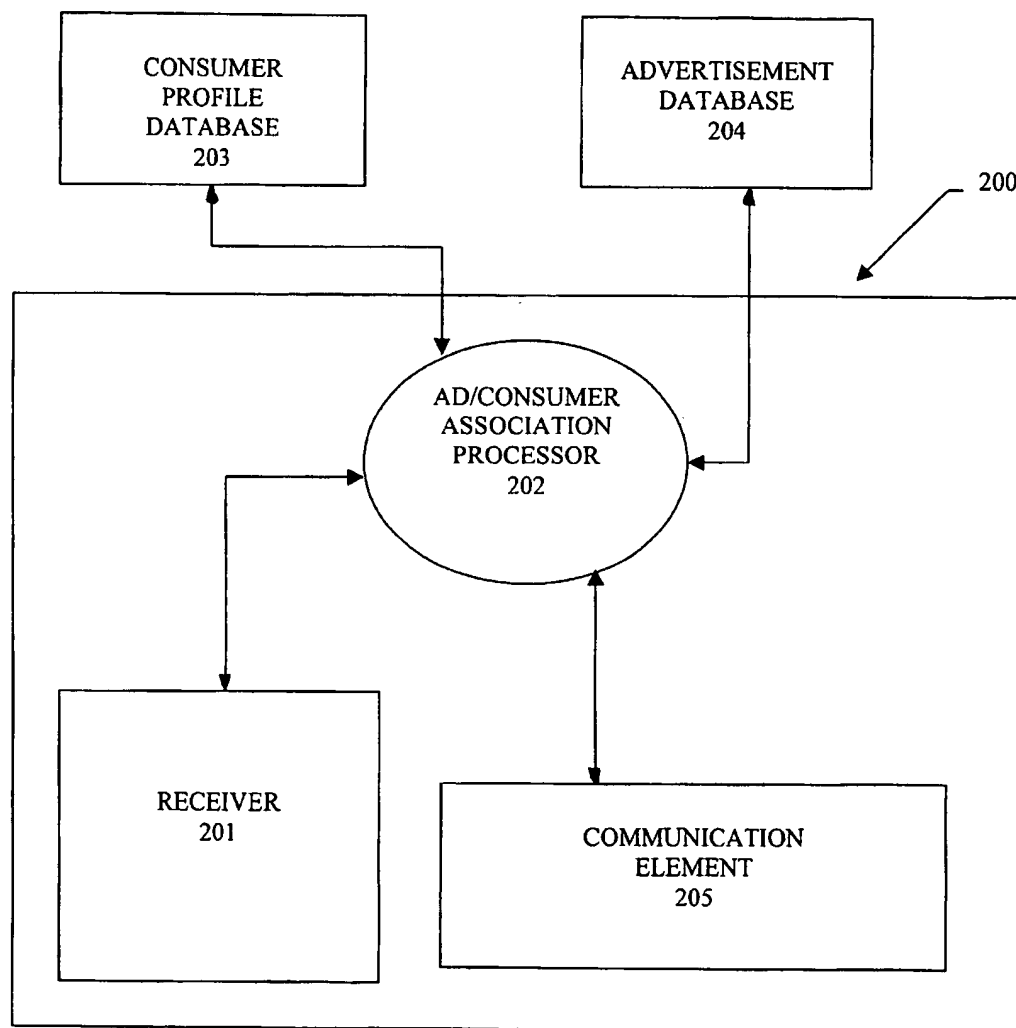 CONSUMER
PROFILE
DATABASE
203
ADVERTISEMENT
DATABASE
204
200
AD/CONSUMER
ASSOCIATION
PROCESSOR
202
RECEIVER
201
COMMUNICATION
ELEMENT
205